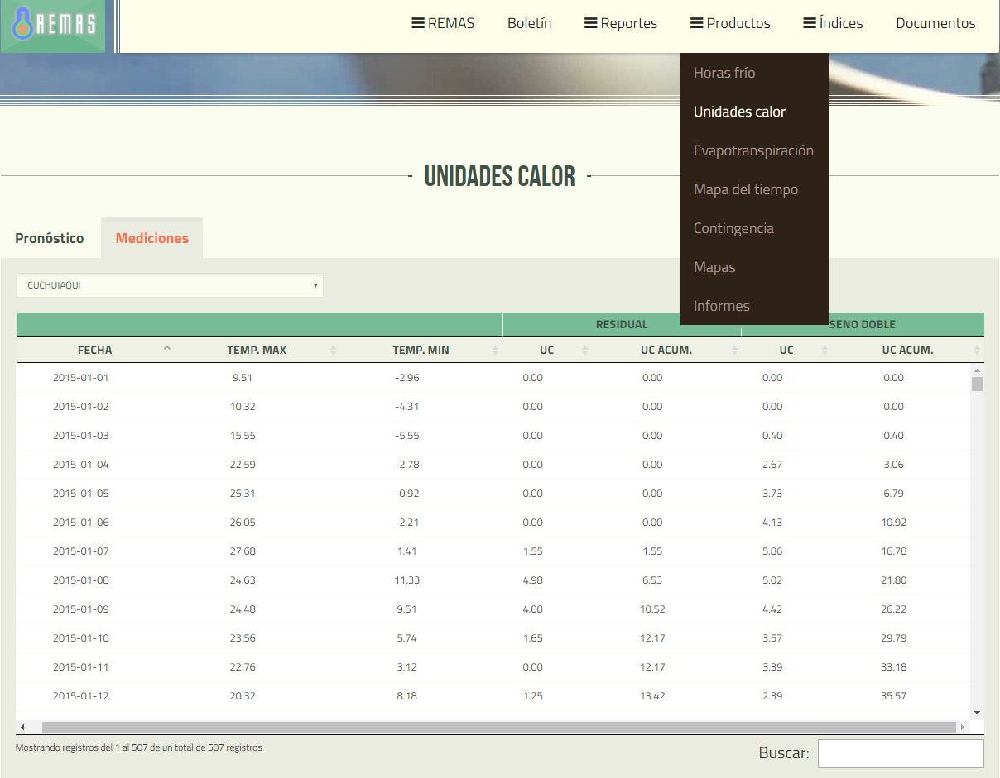 REMAS
REMAS Boletín Reportes Productos Índices Documentos
Horas frío
Unidades calor
Evapotranspiración
Mapa del tiempo
Contingencia
Mapas
Informes
- UNIDADES CALOR -
Pronóstico Mediciones
CUCHUJAQUI
RESIDUAL SENO DOBLE
FECHA TEMP. MAX TEMP. MIN UC UC ACUM. UC UC ACUM.
2015-01-01 9.51 -2.96 0.00 0.00 0.00 0.00
2015-01-02 10.32 -4.31 0.00 0.00 0.00 0.00
2015-01-03 15.55 -5.55 0.00 0.00 0.40 0.40
2015-01-04 22.59 -2.78 0.00 0.00 2.67 3.06
2015-01-05 25.31 -0.92 0.00 0.00 3.73 6.79
2015-01-06 26.05 -2.21 0.00 0.00 4.13 10.92
2015-01-07 27.68 1.41 1.55 1.55 5.86 16.78
2015-01-08 24.63 11.33 4.98 6.53 5.02 21.80
2015-01-09 24.48 9.51 4.00 10.52 4.42 26.22
2015-01-10 23.56 5.74 1.65 12.17 3.57 29.79
2015-01-11 22.76 3.12 0.00 12.17 3.39 33.18
2015-01-12 20.32 8.18 1.25 13.42 2.39 35.57
Mostrando registros del 1 al 507 de un total de 507 registros
Buscar: